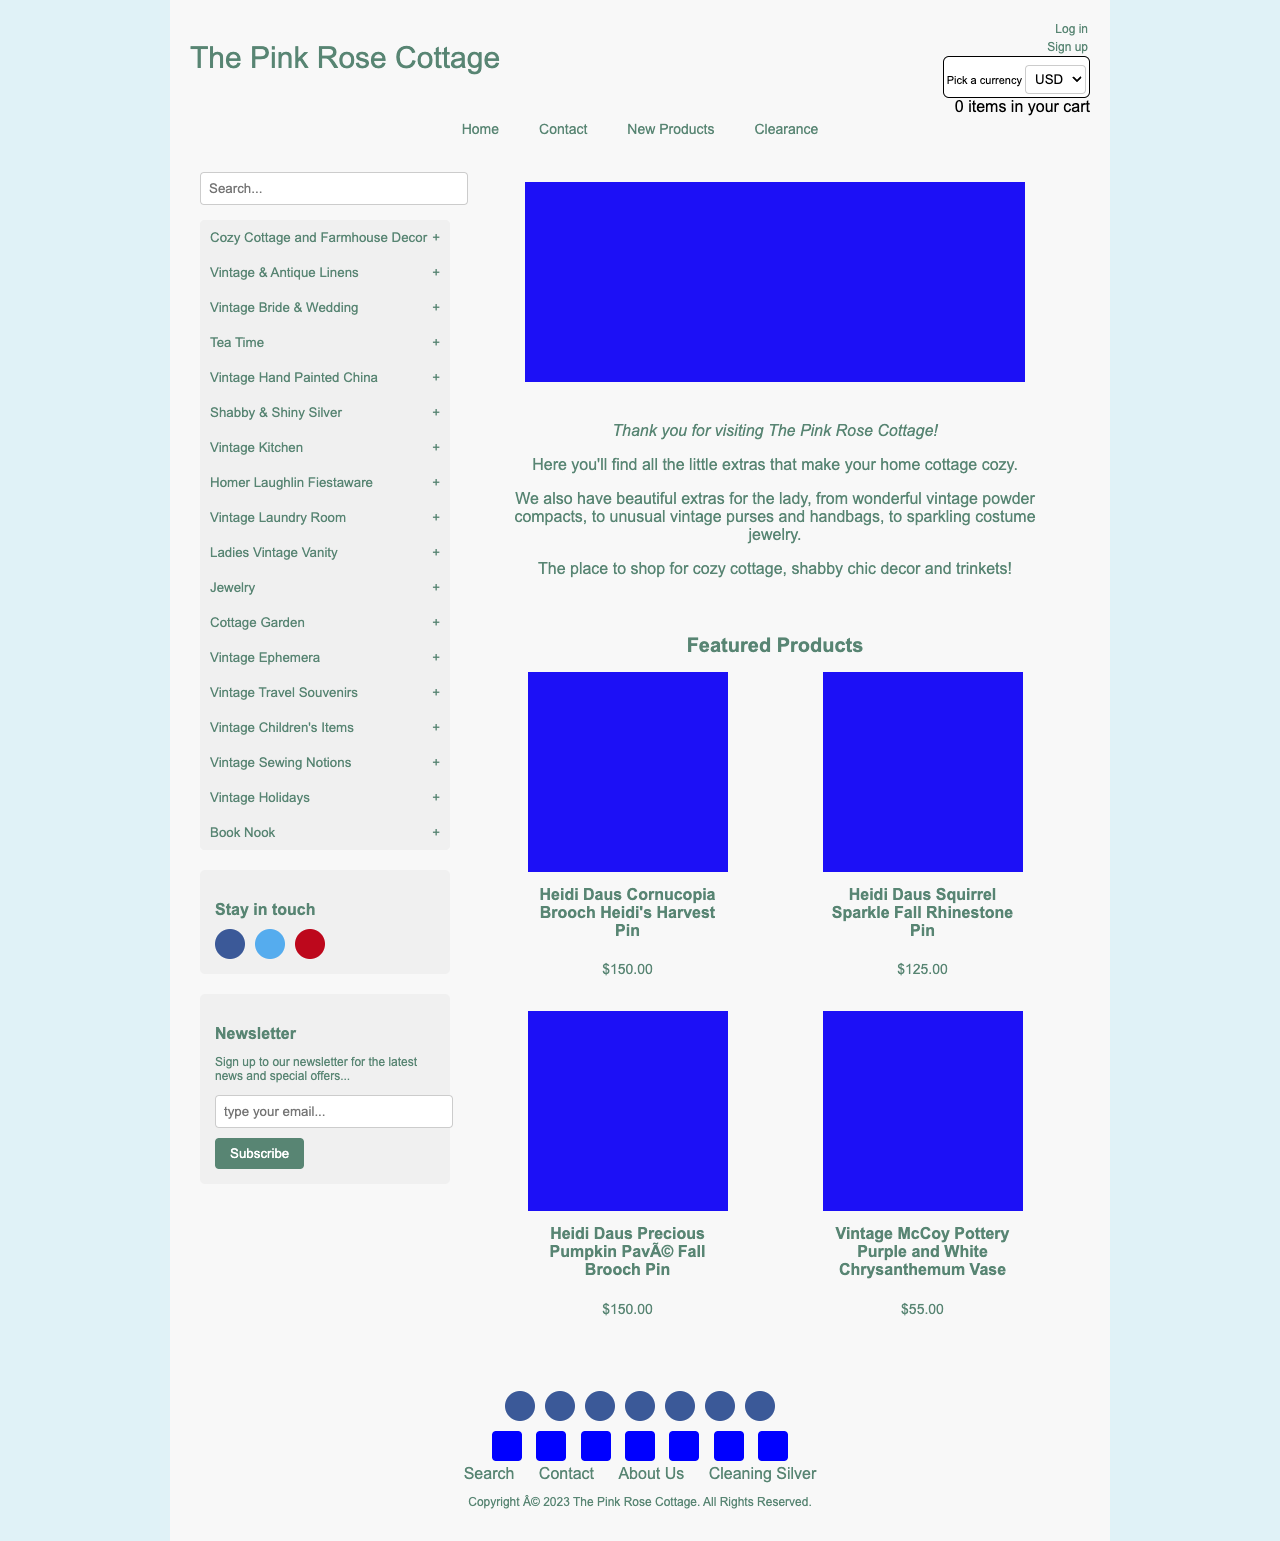 The Pink Rose Cottage
Log in
Sign up
Pick a currency USD
0 items in your cart
Home Contact New Products Clearance
Search...
Cozy Cottage and Farmhouse Decor +
Vintage & Antique Linens +
Vintage Bride & Wedding +
Tea Time +
Vintage Hand Painted China +
Shabby & Shiny Silver +
Vintage Kitchen +
Homer Laughlin Fiestaware +
Vintage Laundry Room +
Ladies Vintage Vanity +
Jewelry +
Cottage Garden +
Vintage Ephemera +
Vintage Travel Souvenirs +
Vintage Children's Items +
Vintage Sewing Notions +
Vintage Holidays +
Book Nook +
Stay in touch
Newsletter
Sign up to our newsletter for the latest
news and special offers...
type your email...
Subscribe
Thank you for visiting The Pink Rose Cottage!
Here you'll find all the little extras that make your home cottage cozy.
We also have beautiful extras for the lady, from wonderful vintage powder
compacts, to unusual vintage purses and handbags, to sparkling costume
jewelry.
The place to shop for cozy cottage, shabby chic decor and trinkets!
Featured Products
Heidi Daus Cornucopia
Brooch Heidi's Harvest
Pin
$150.00
Heidi Daus Squirrel
Sparkle Fall Rhinestone
Pin
$125.00
Heidi Daus Precious
Pumpkin PavÃ© Fall
Brooch Pin
$150.00
Vintage McCoy Pottery
Purple and White
Chrysanthemum Vase
$55.00
Search Contact About Us Cleaning Silver
Copyright Â© 2023 The Pink Rose Cottage. All Rights Reserved.